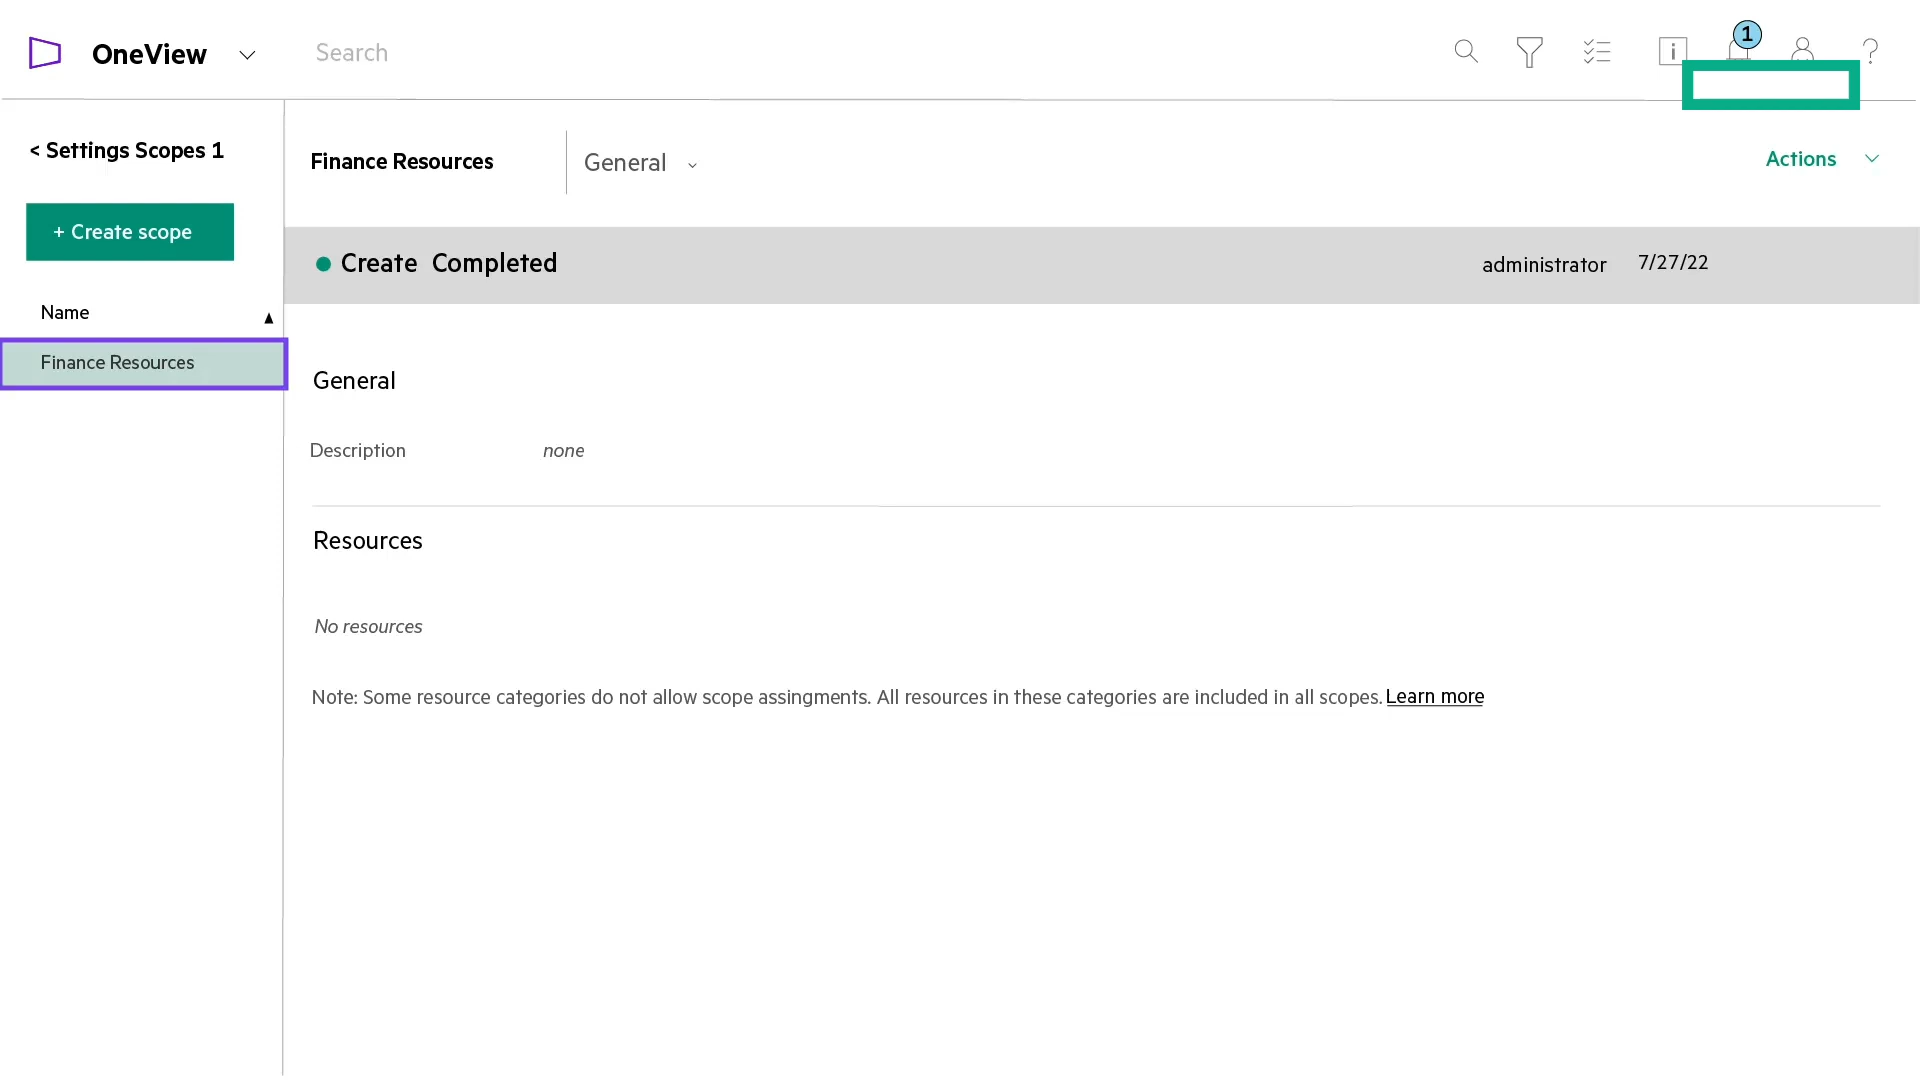 OneView
Search
1
< Settings Scopes 1
Finance Resources
General
Actions
+ Create scope
Create Completed
administrator
7/27/22
Name
Finance Resources
General
Description
none
Resources
No resources
Note: Some resource categories do not allow scope assingments. All resources in these categories are included in all scopes. Learn more